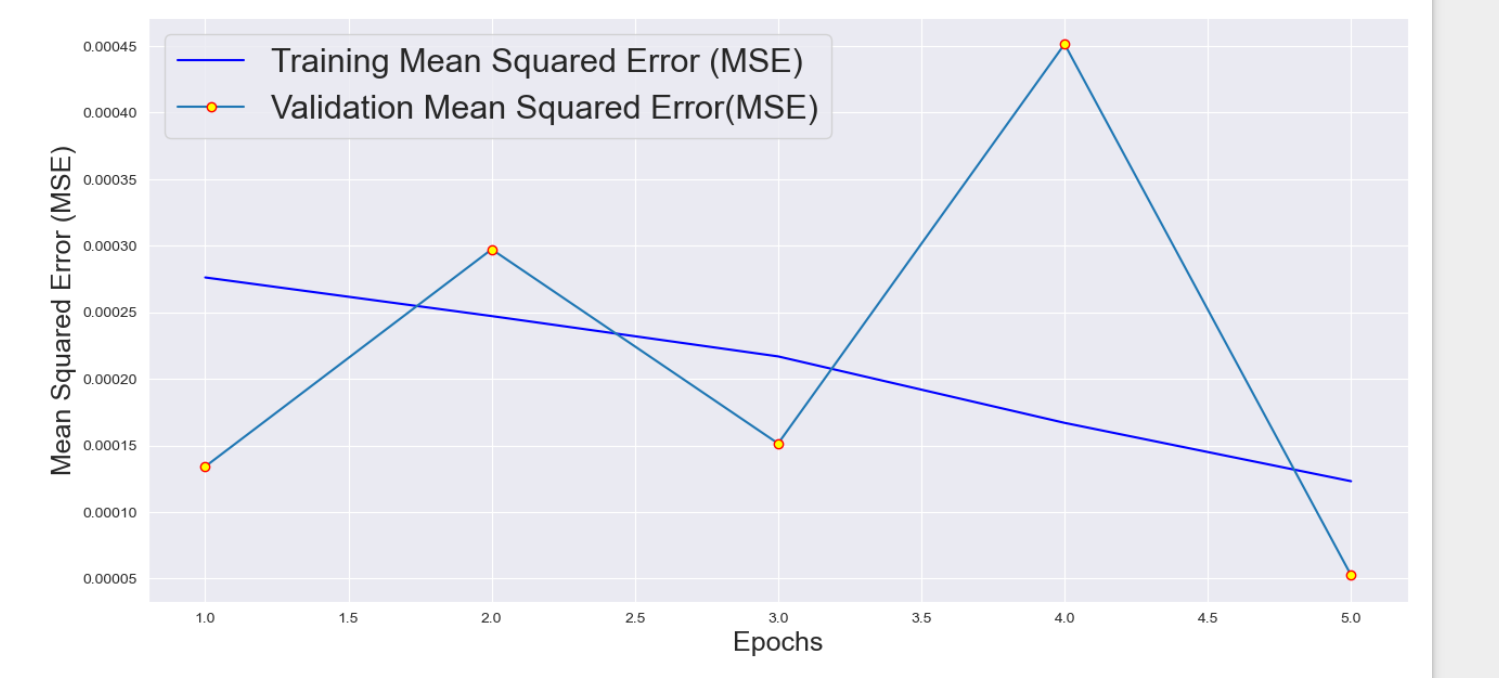 Training Mean Squared Error (MSE)
Validation Mean Squared Error(MSE)
Mean Squared Error (MSE)
0.00045
0.00040
0.00035
0.00030
0.00025
0.00020
0.00015
0.00010
0.00005
1.0 1.5 2.0 2.5 3.0 3.5 4.0 4.5 5.0
Epochs